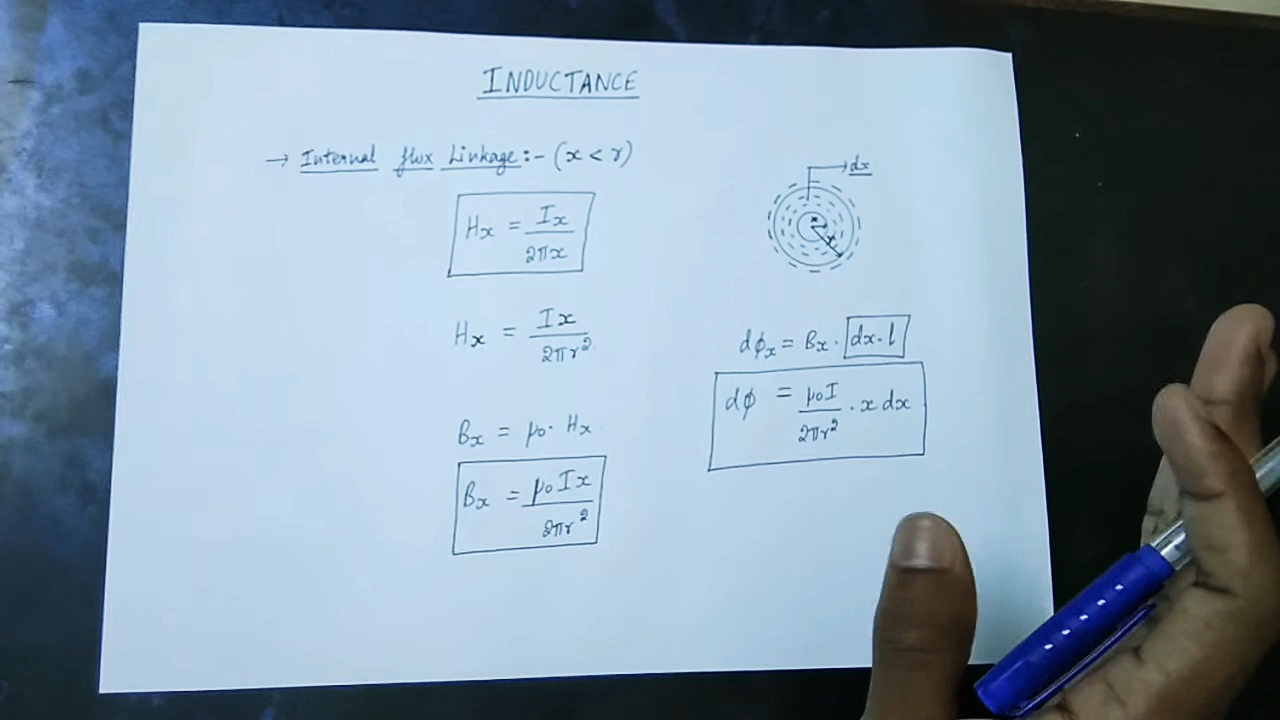 INDUCTANCE
→ Internal flux Linkage:- (x < r)
Hx = Ix / 2πx
Hx = Ix / 2πr²
Bx = μ₀ · Hx
Bx = μ₀Ix / 2πr²
dx
x
r
dϕx = Bx · dx·l
dϕ = μ₀I / 2πr² · x dx